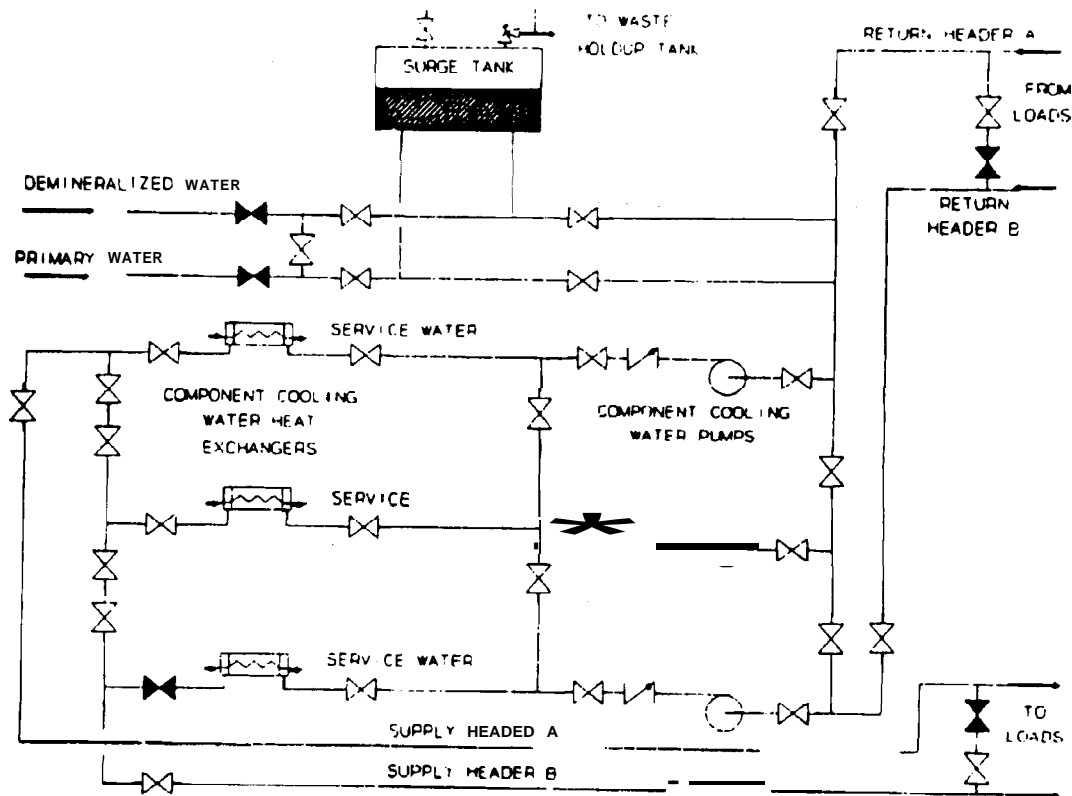 TO WASTE
HOLDUP TANK
SURGE TANK
RETURN HEADER A
FROM
LOADS
DEMINERALIZED WATER
RETURN
HEADER B
PRIMARY WATER
SERVICE WATER
COMPONENT COOLING
WATER HEAT
EXCHANGERS
COMPONENT COOLING
WATER PUMPS
SERVICE
SERVICE WATER
SUPPLY HEADED A
TO
LOADS
SUPPLY HEADER B